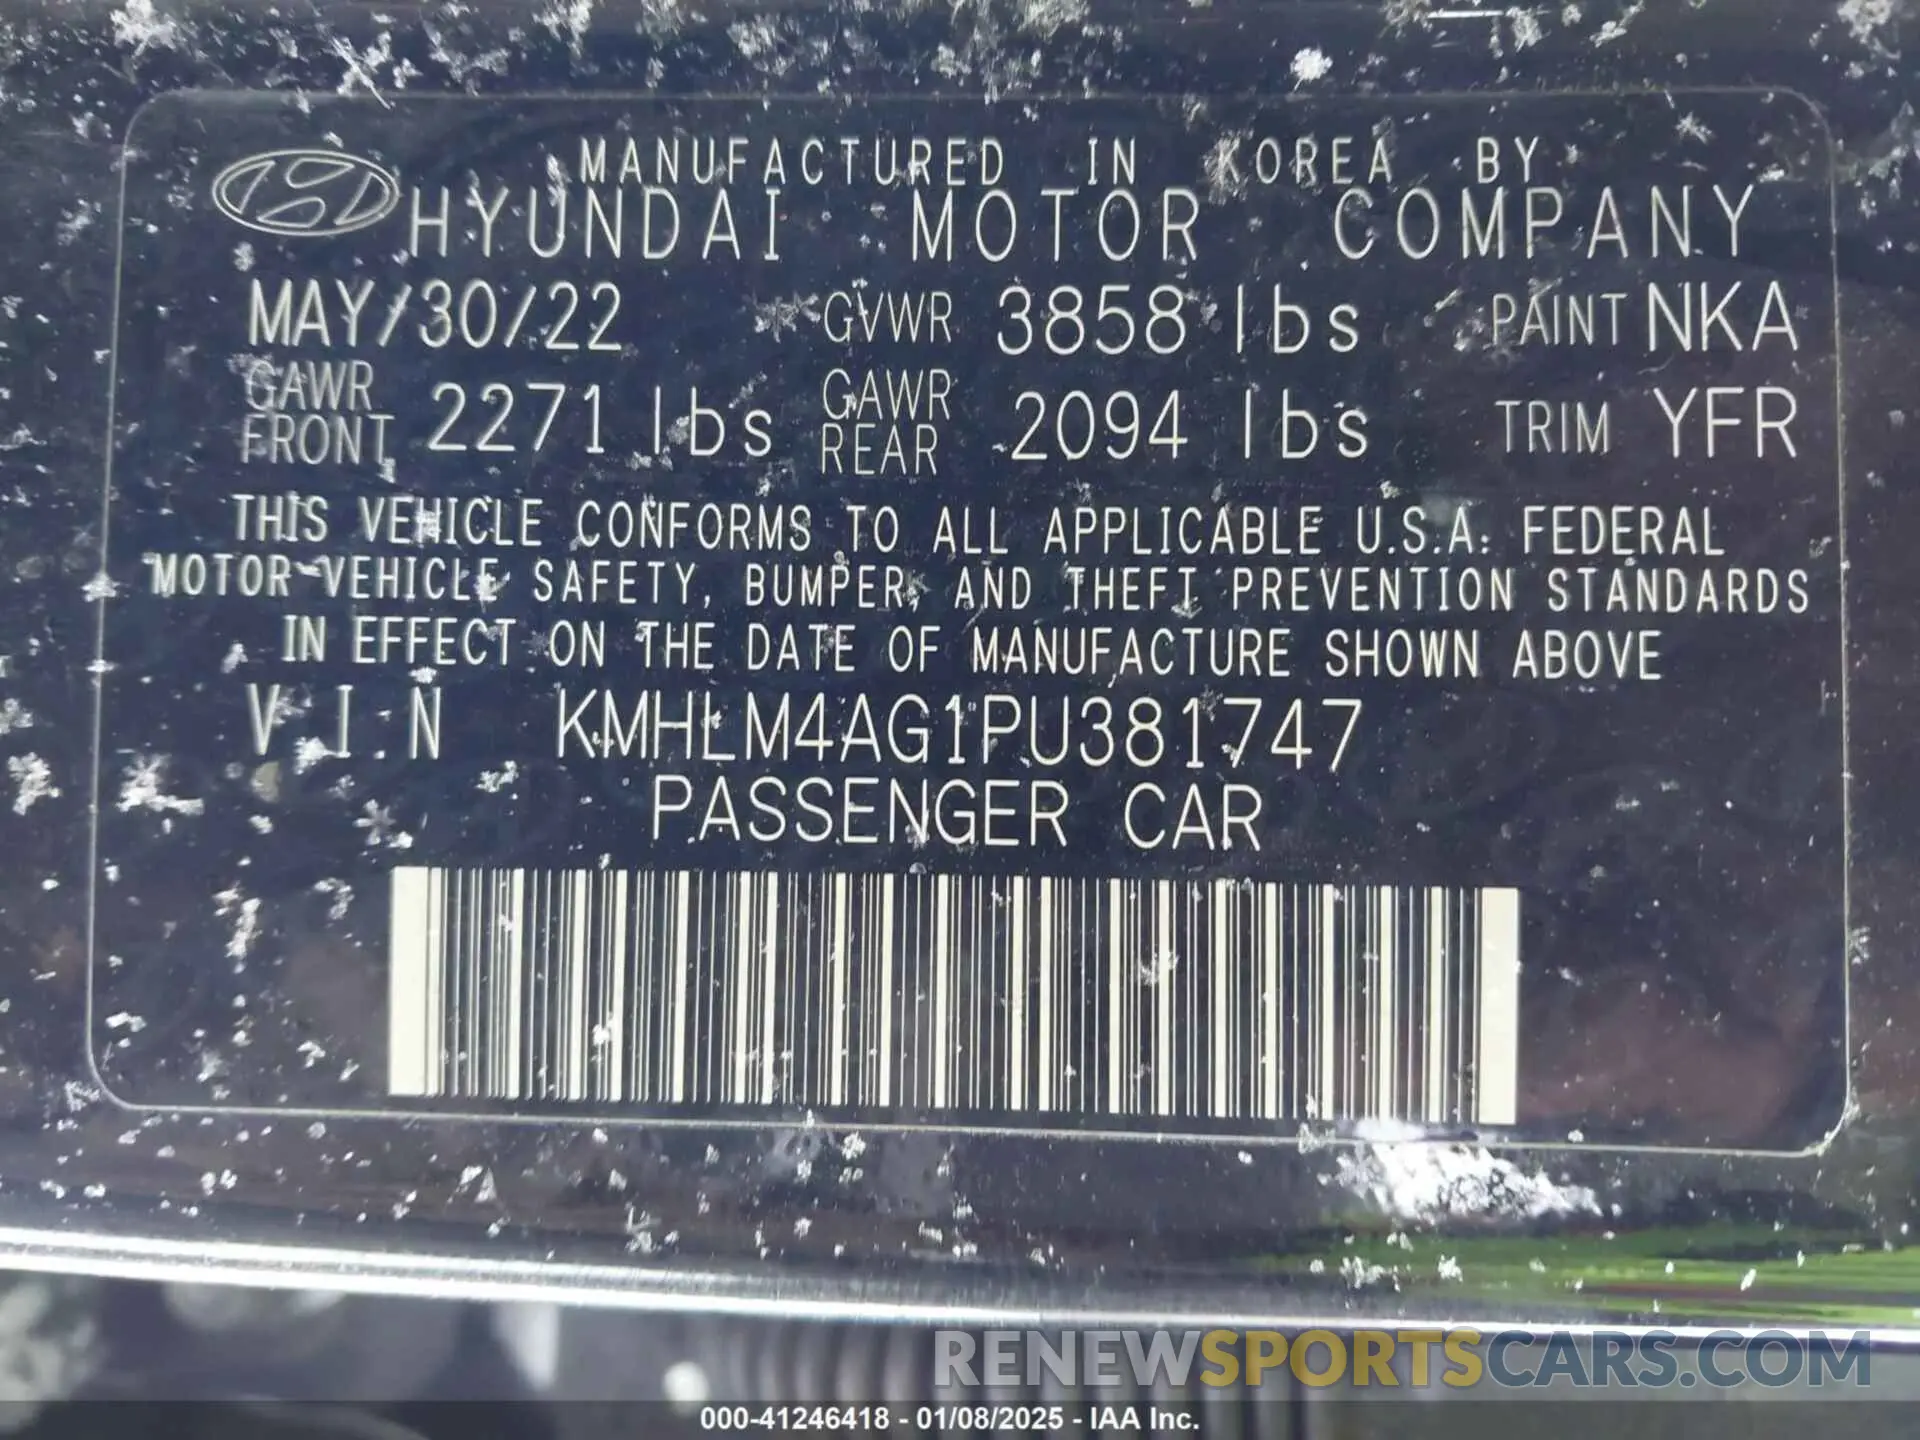 MANUFACTURED IN KOREA BY
HYUNDAI MOTOR COMPANY
MAY/30/22 GVWR 3858 lbs PAINT NKA
GAWR FRONT 2271 lbs GAWR REAR 2094 lbs TRIM YFR
THIS VEHICLE CONFORMS TO ALL APPLICABLE U.S.A. FEDERAL
MOTOR VEHICLE SAFETY, BUMPER, AND THEFT PREVENTION STANDARDS
IN EFFECT ON THE DATE OF MANUFACTURE SHOWN ABOVE
V.I.N KMHLM4AG1PU381747
PASSENGER CAR
RENEWSPORTSCARS.COM
000-41246418 - 01/08/2025 - IAA Inc.